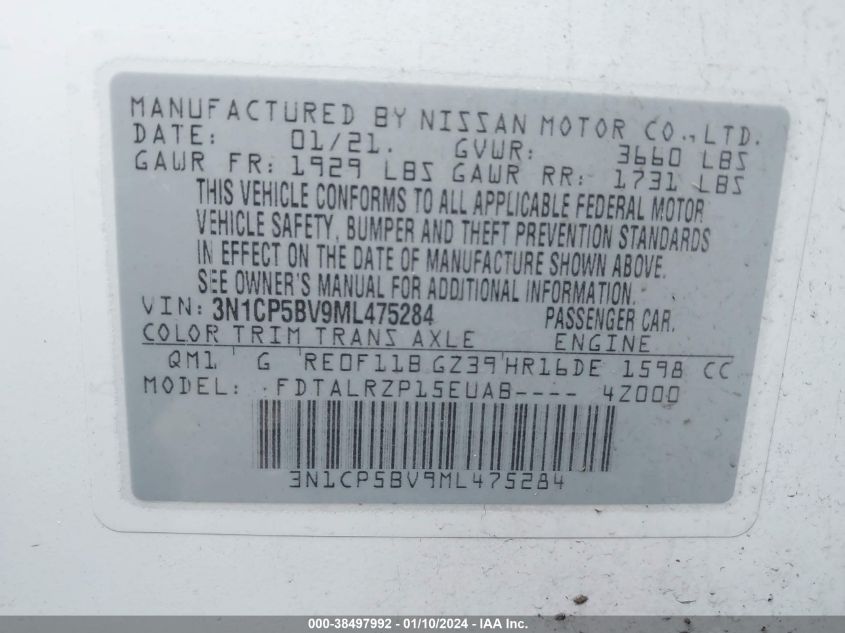 MANUFACTURED BY NISSAN MOTOR CO.,LTD.
DATE: 01/21. GVWR: 3660 LBS
GAWR FR: 1929 LBS GAWR RR: 1731 LBS
THIS VEHICLE CONFORMS TO ALL APPLICABLE FEDERAL MOTOR
VEHICLE SAFETY, BUMPER AND THEFT PREVENTION STANDARDS
IN EFFECT ON THE DATE OF MANUFACTURE SHOWN ABOVE.
SEE OWNER'S MANUAL FOR ADDITIONAL INFORMATION.
VIN: 3N1CP5BV9ML475284 PASSENGER CAR.
COLOR TRIM TRANS AXLE ENGINE
QM1 G RE0F11B GZ39 HR16DE 1598 CC
MODEL: FDTALRZP15EUAB---- 4Z000
3N1CP5BV9ML475284
000-38497992 - 01/10/2024 - IAA Inc.